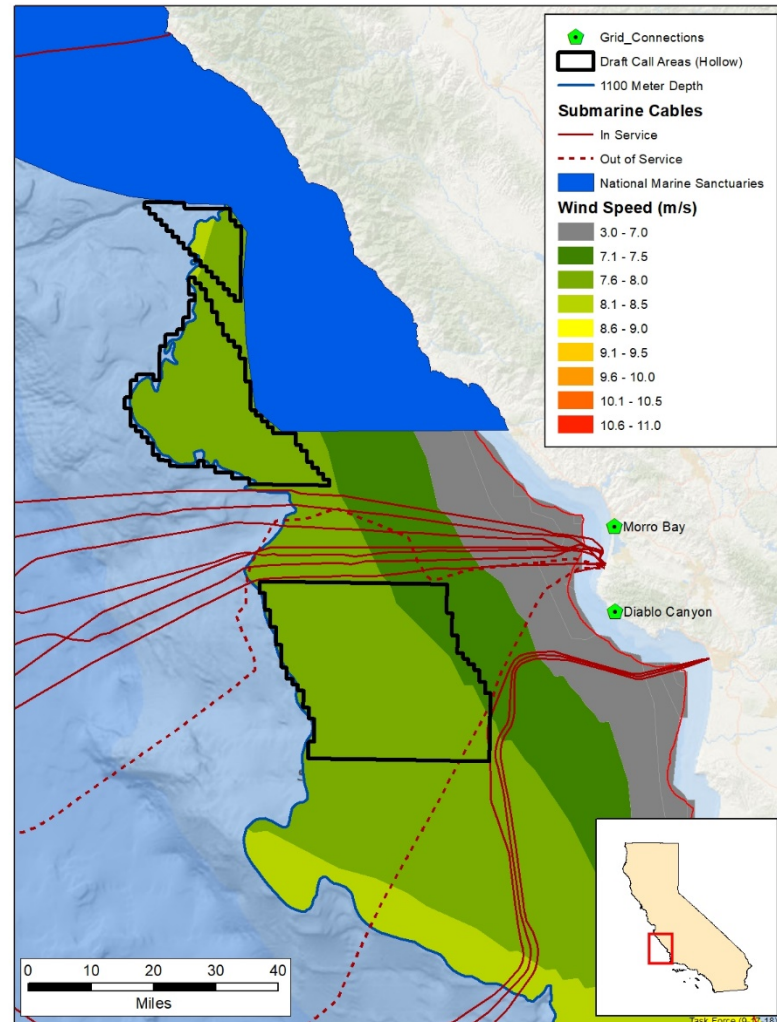 Grid_Connections
Draft Call Areas (Hollow)
1100 Meter Depth
Submarine Cables
In Service
Out of Service
National Marine Sanctuaries
Wind Speed (m/s)
3.0 - 7.0
7.1 - 7.5
7.6 - 8.0
8.1 - 8.5
8.6 - 9.0
9.1 - 9.5
9.6 - 10.0
10.1 - 10.5
10.6 - 11.0
Morro Bay
Diablo Canyon
0 10 20 30 40
Miles
Task Force